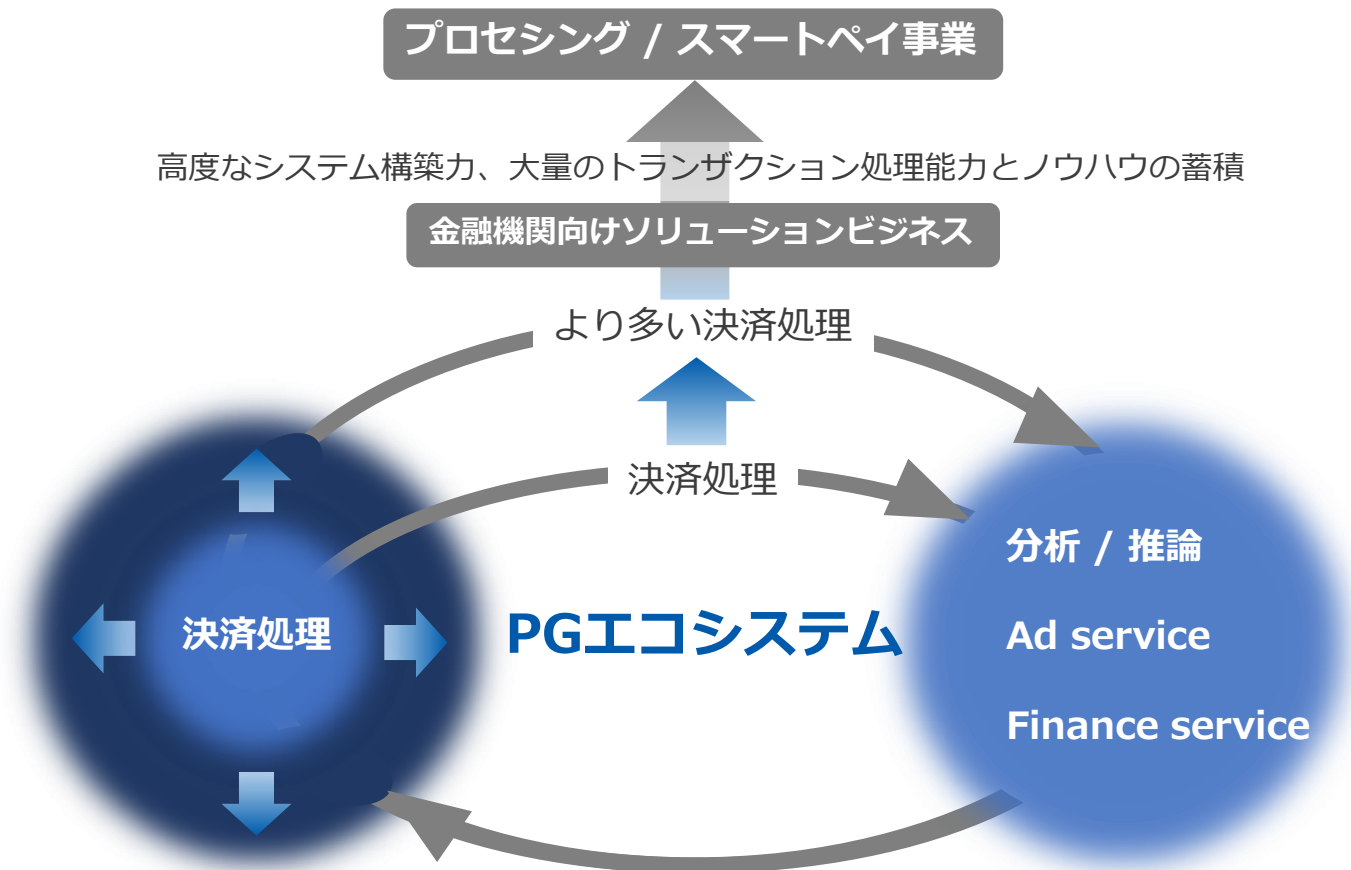 プロセシング / スマートペイ事業
高度なシステム構築力、大量のトランザクション処理能力とノウハウの蓄積
金融機関向けソリューションビジネス
より多い決済処理
決済処理
決済処理
PGエコシステム
分析 / 推論
Ad service
Finance service